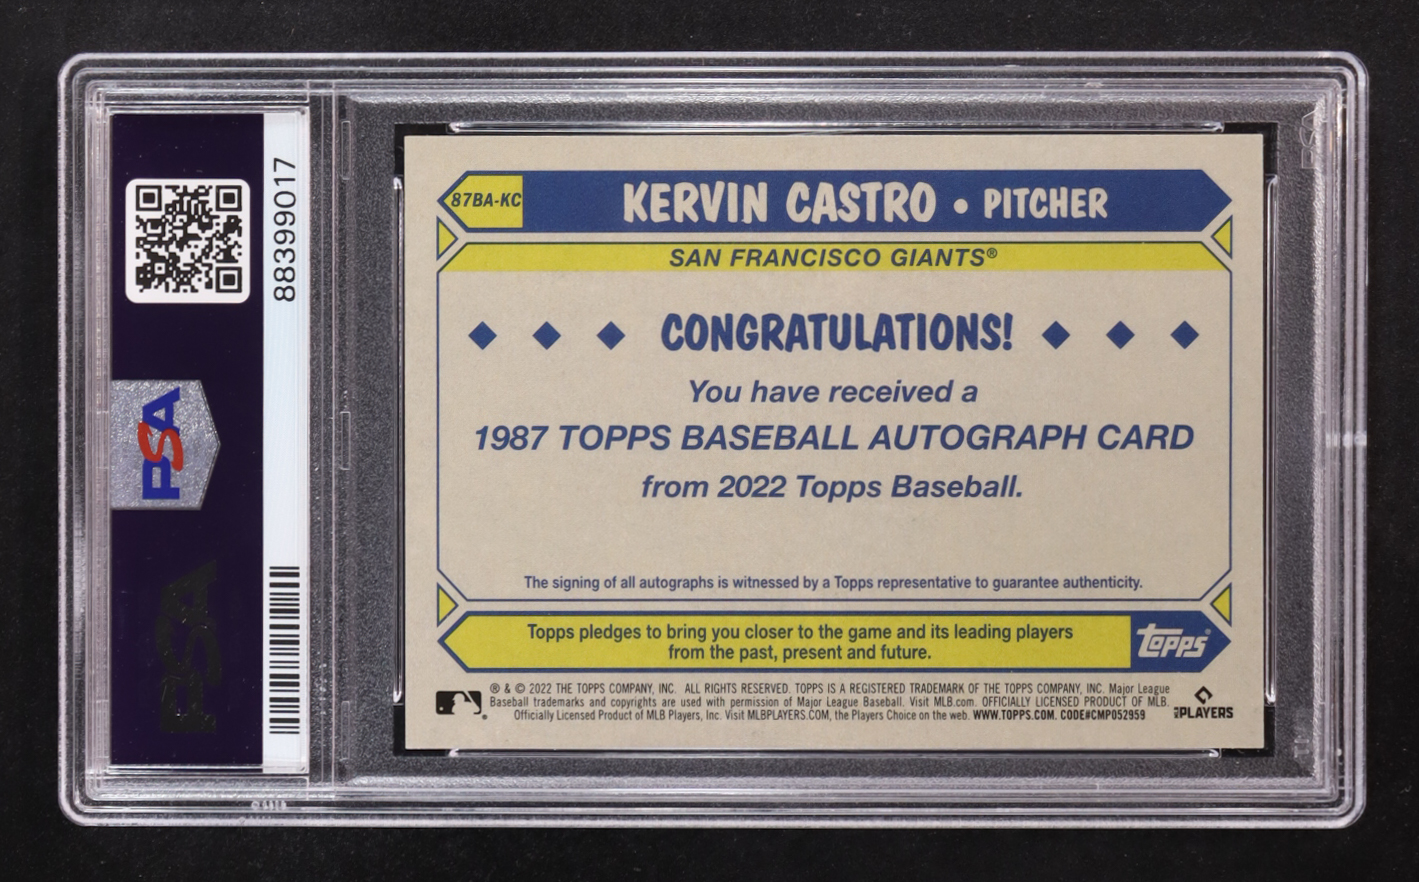 88399017
PSA
PSA
87BA-KC
KERVIN CASTRO • PITCHER
SAN FRANCISCO GIANTS®
CONGRATULATIONS!
You have received a
1987 TOPPS BASEBALL AUTOGRAPH CARD
from 2022 Topps Baseball.
The signing of all autographs is witnessed by a Topps representative to guarantee authenticity.
Topps pledges to bring you closer to the game and its leading players
from the past, present and future.
topps®
® & © 2022 THE TOPPS COMPANY, INC. ALL RIGHTS RESERVED. TOPPS IS A REGISTERED TRADEMARK OF THE TOPPS COMPANY, INC. Major League
Baseball trademarks and copyrights are used with permission of Major League Baseball. Visit MLB.com. OFFICIALLY LICENSED PRODUCT OF MLB.
Officially Licensed Product of MLB Players, Inc. Visit MLBPLAYERS.COM, the Players Choice on the web. WWW.TOPPS.COM. CODE#CMP052959
PLAYERS